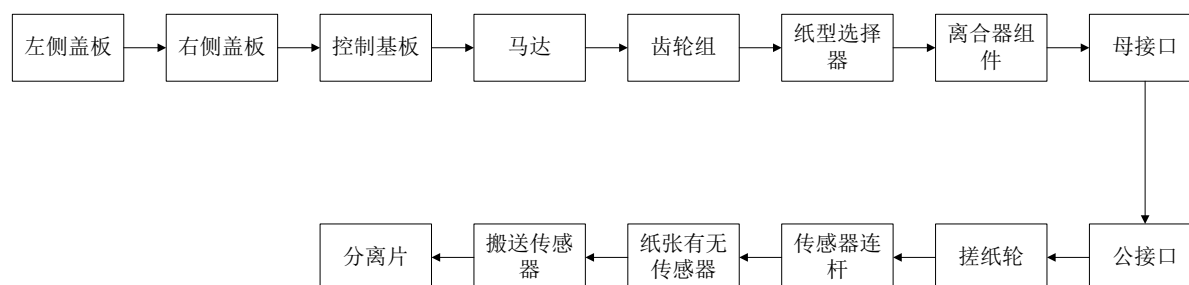 左侧盖板
右侧盖板
控制基板
马达
齿轮组
纸型选择
器
离合器组
件
母接口
公接口
搓纸轮
传感器连
杆
纸张有无
传感器
搬送传感
器
分离片